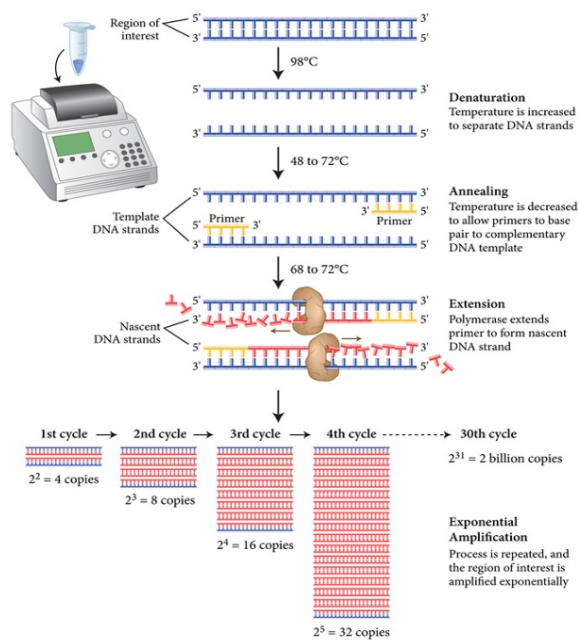 Region of
interest
5' 3'
3' 5'
98°C
5' 3'
3' 5'
Denaturation
Temperature is increased
to separate DNA strands
48 to 72°C
5' 3'
3' 5'
Primer
Template
DNA strands
Primer
5' 3'
3' 5'
Annealing
Temperature is decreased
to allow primers to base
pair to complementary
DNA template
68 to 72°C
5' 3'
3' 5'
Nascent
DNA strands
5' 3'
3' 5'
Extension
Polymerase extends
primer to form nascent
DNA strand
1st cycle 2nd cycle 3rd cycle 4th cycle 30th cycle
2² = 4 copies
2³ = 8 copies
2⁴ = 16 copies
2⁵ = 32 copies
2³¹ = 2 billion copies
Exponential
Amplification
Process is repeated, and
the region of interest is
amplified exponentially